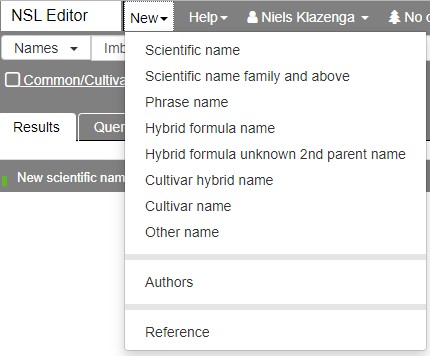 NSL Editor New Help Niels Klazenga No
Names Imb
Scientific name
Scientific name family and above
Common/Cultiva
Phrase name
Hybrid formula name
Results Quer
Hybrid formula unknown 2nd parent name
New scientific nam
Cultivar hybrid name
Cultivar name
Other name
Authors
Reference